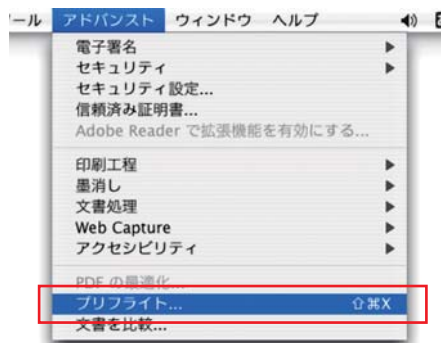 ール アドバンスト ウィンドウ ヘルプ
電子署名
セキュリティ
セキュリティ設定...
信頼済み証明書...
Adobe Reader で拡張機能を有効にする...
印刷工程
墨消し
文書処理
Web Capture
アクセシビリティ
PDF の最適化...
プリフライト... ⇧⌘X
文書を比較...